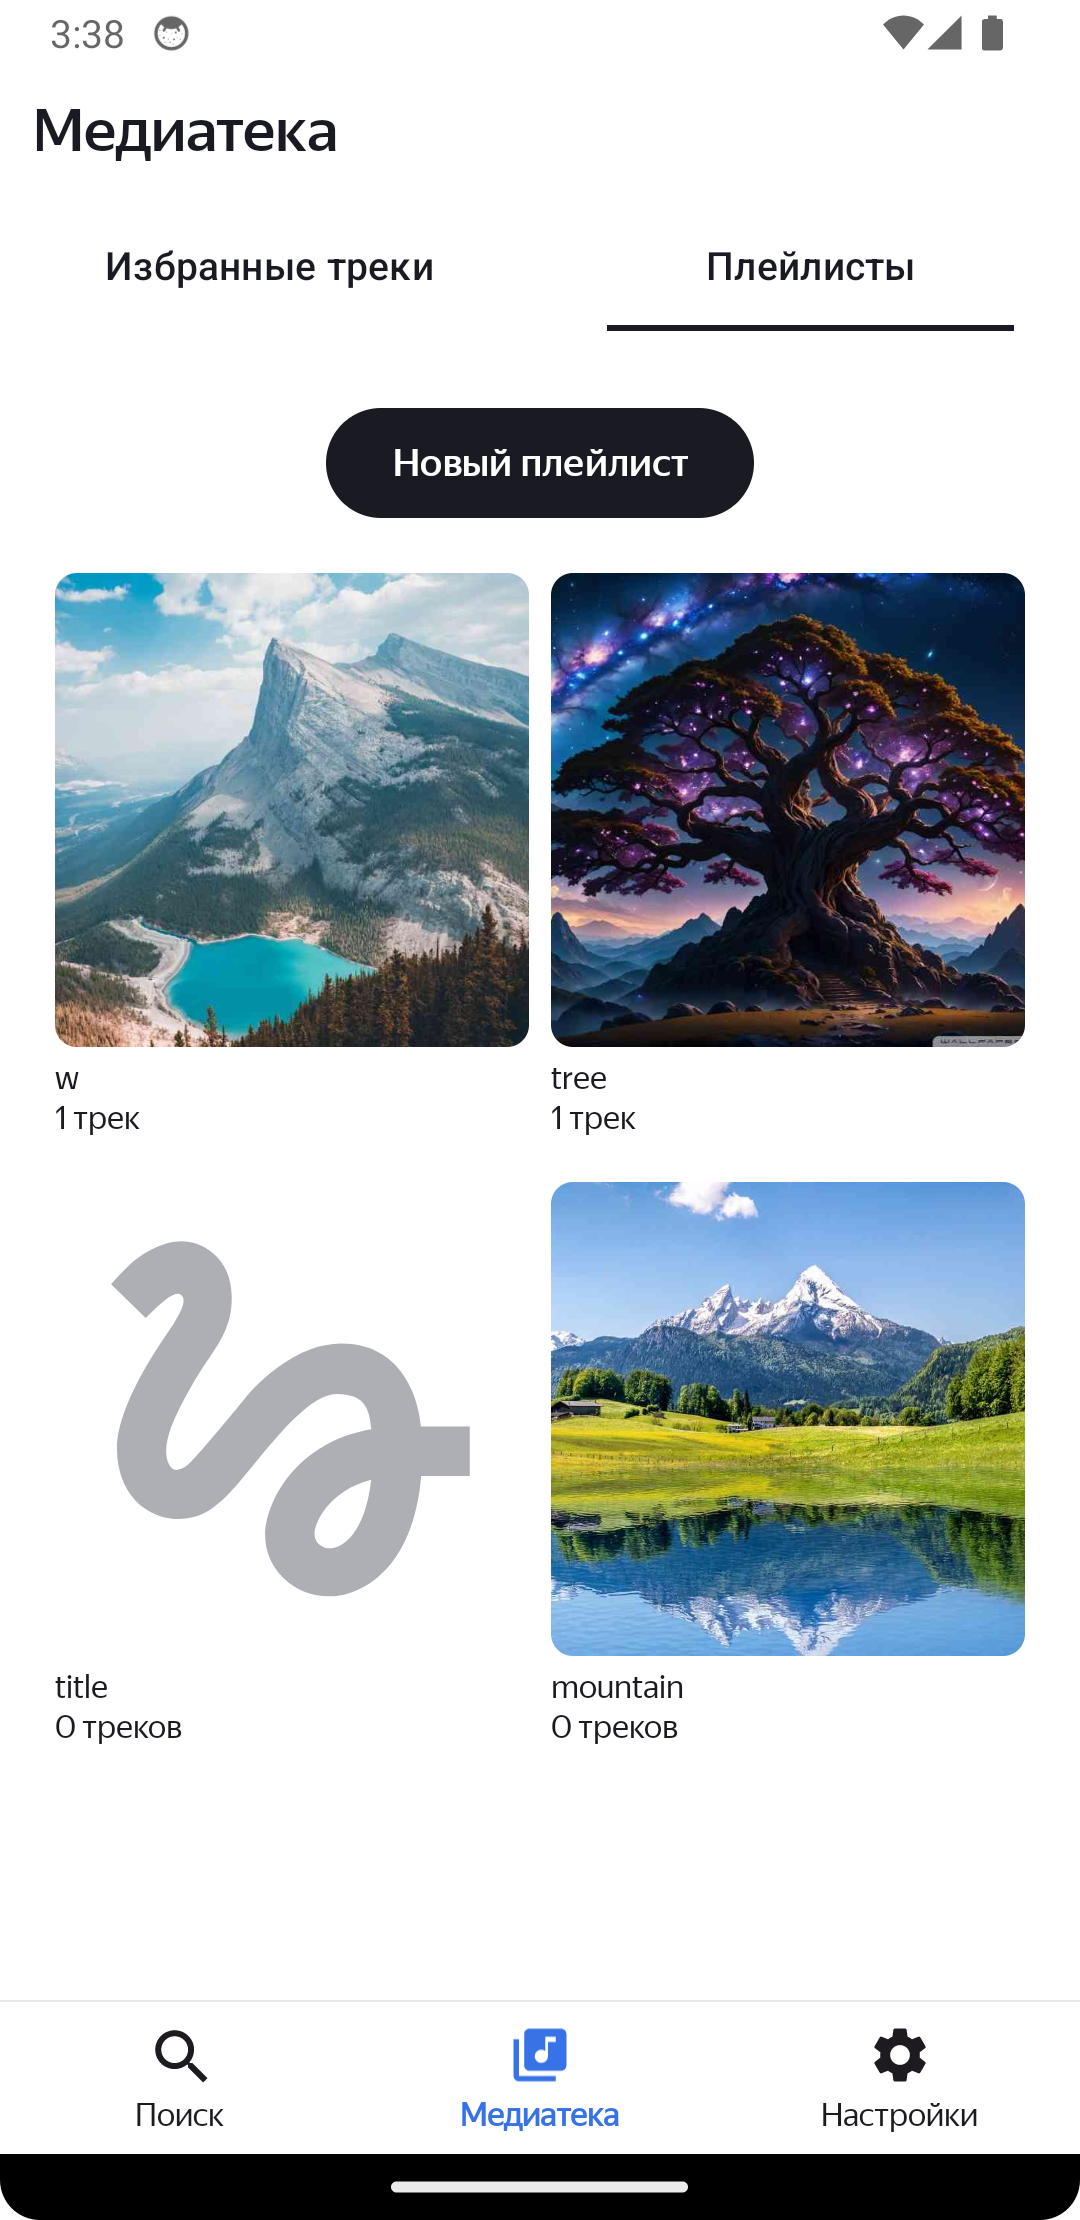 3:38
Медиатека
Избранные треки
Плейлисты
Новый плейлист
w
1 трек
tree
1 трек
title
0 треков
mountain
0 треков
Поиск
Медиатека
Настройки